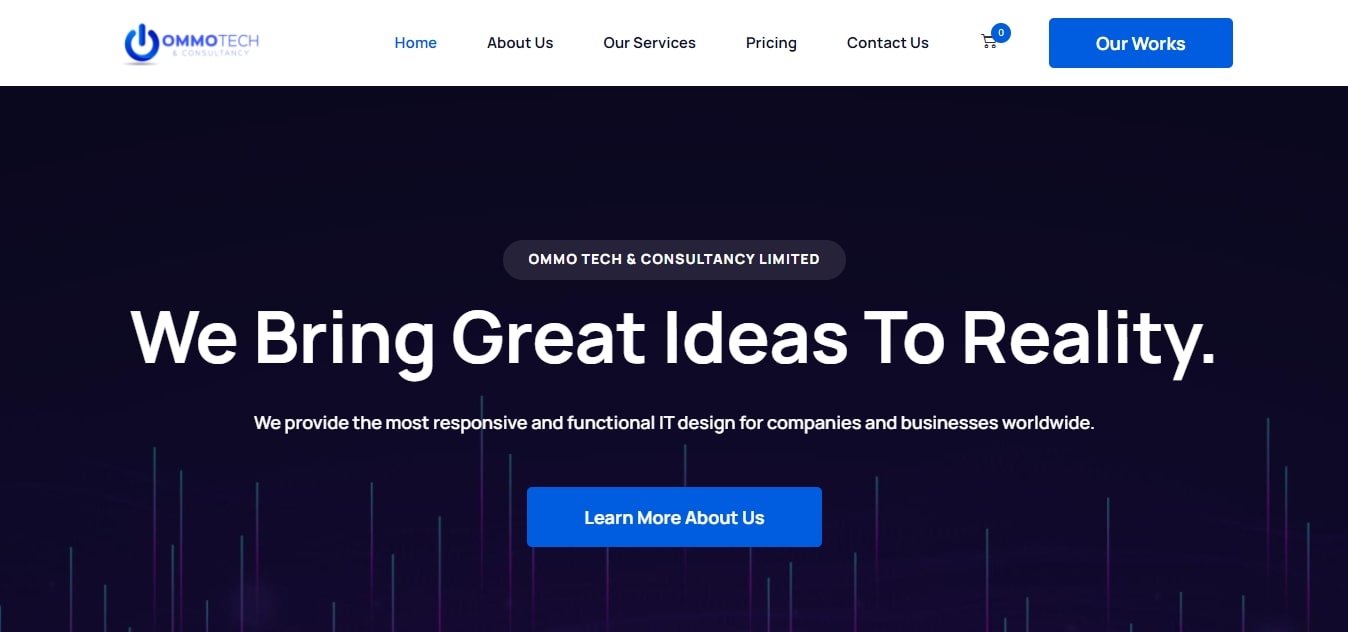 OMMOTECH
& CONSULTANCY
Home
About Us
Our Services
Pricing
Contact Us
0
Our Works
OMMO TECH & CONSULTANCY LIMITED
We Bring Great Ideas To Reality.
We provide the most responsive and functional IT design for companies and businesses worldwide.
Learn More About Us